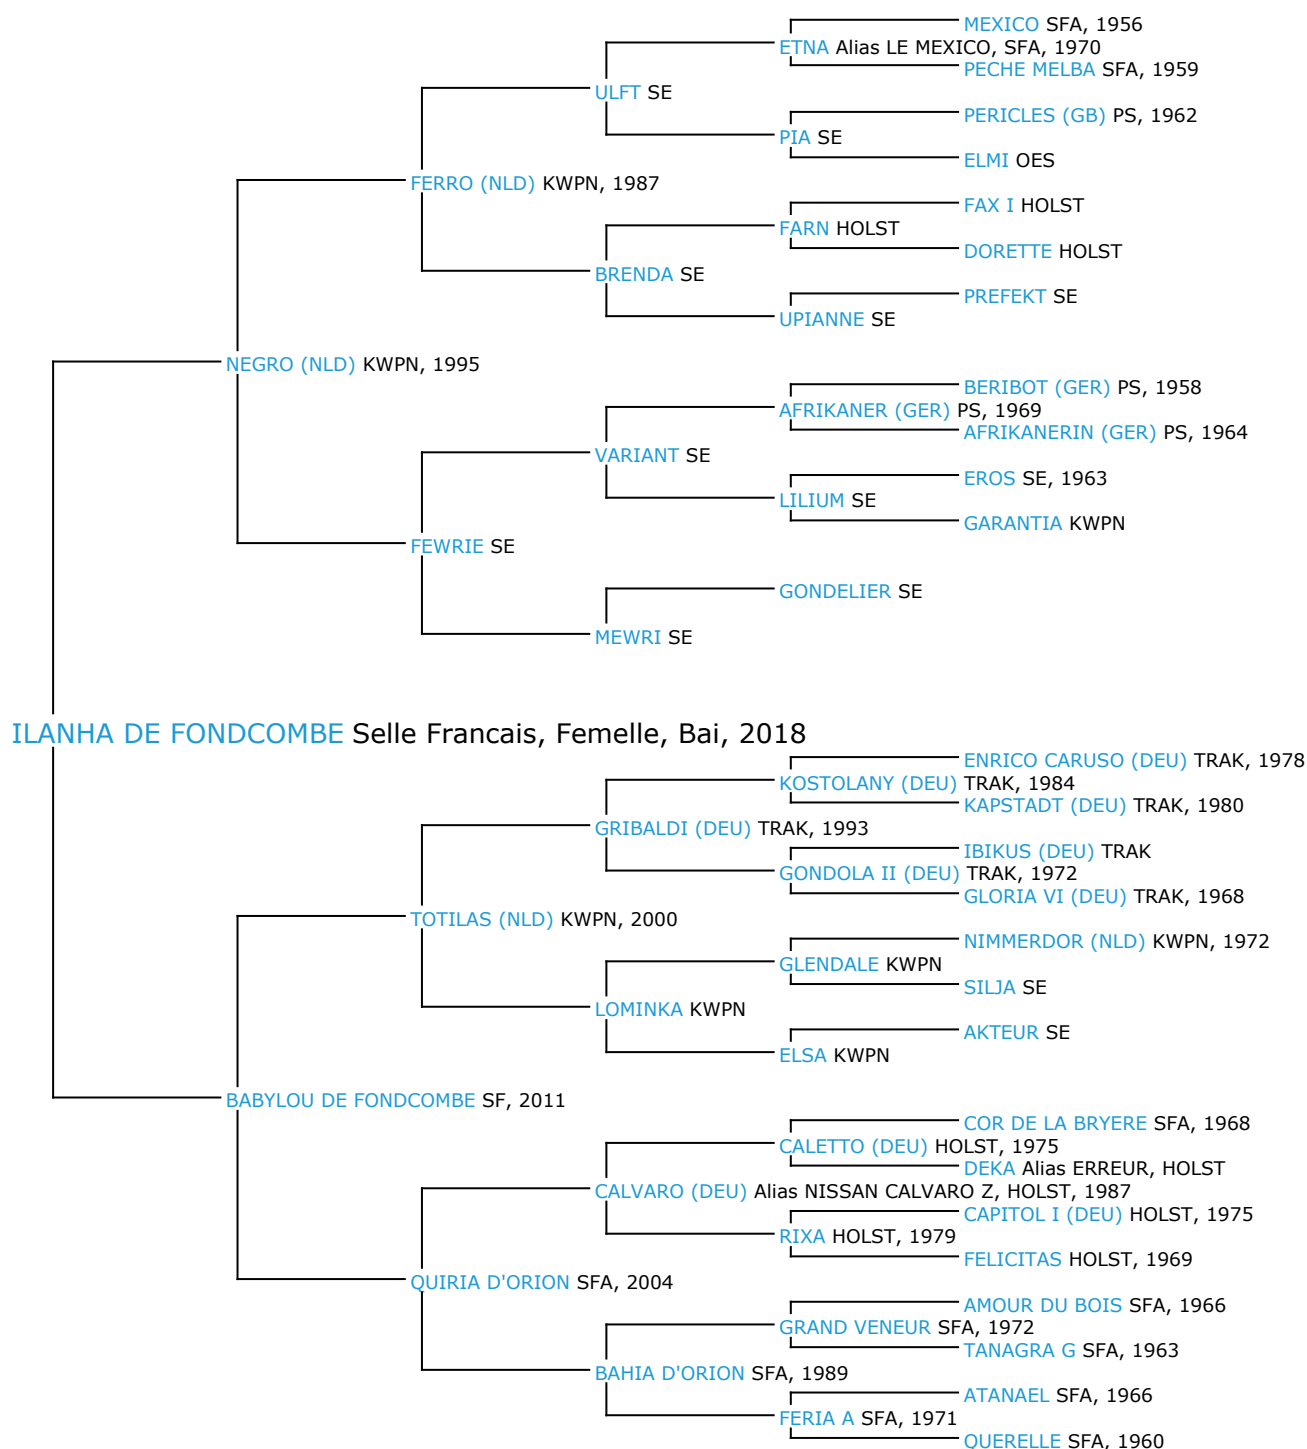 MEXICO SFA, 1956
ETNA Alias LE MEXICO, SFA, 1970
PECHE MELBA SFA, 1959
ULFT SE
PERICLES (GB) PS, 1962
PIA SE
ELMI OES
FERRO (NLD) KWPN, 1987
FAX I HOLST
FARN HOLST
DORETTE HOLST
BRENDA SE
PREFEKT SE
UPIANNE SE
NEGRO (NLD) KWPN, 1995
BERIBOT (GER) PS, 1958
AFRIKANER (GER) PS, 1969
AFRIKANERIN (GER) PS, 1964
VARIANT SE
EROS SE, 1963
LILIUM SE
GARANTIA KWPN
FEWRIE SE
GONDELIER SE
MEWRI SE
ILANHA DE FONDCOMBE Selle Francais, Femelle, Bai, 2018
ENRICO CARUSO (DEU) TRAK, 1978
KOSTOLANY (DEU) TRAK, 1984
KAPSTADT (DEU) TRAK, 1980
GRIBALDI (DEU) TRAK, 1993
IBIKUS (DEU) TRAK
GONDOLA II (DEU) TRAK, 1972
GLORIA VI (DEU) TRAK, 1968
TOTILAS (NLD) KWPN, 2000
NIMMERDOR (NLD) KWPN, 1972
GLENDALE KWPN
SILJA SE
LOMINKA KWPN
AKTEUR SE
ELSA KWPN
BABYLOU DE FONDCOMBE SF, 2011
COR DE LA BRYERE SFA, 1968
CALETTO (DEU) HOLST, 1975
DEKA Alias ERREUR, HOLST
CALVARO (DEU) Alias NISSAN CALVARO Z, HOLST, 1987
CAPITOL I (DEU) HOLST, 1975
RIXA HOLST, 1979
FELICITAS HOLST, 1969
QUIRIA D'ORION SFA, 2004
AMOUR DU BOIS SFA, 1966
GRAND VENEUR SFA, 1972
TANAGRA G SFA, 1963
BAHIA D'ORION SFA, 1989
ATANAEL SFA, 1966
FERIA A SFA, 1971
QUERELLE SFA, 1960